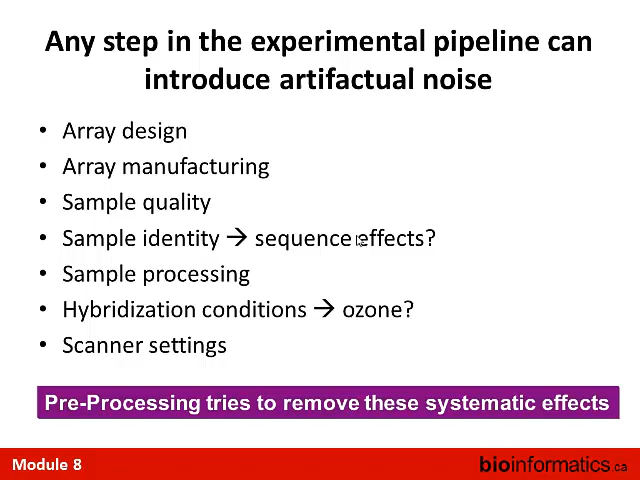 Any step in the experimental pipeline can
introduce artifactual noise
• Array design
• Array manufacturing
• Sample quality
• Sample identity → sequence effects?
• Sample processing
• Hybridization conditions → ozone?
• Scanner settings
Pre-Processing tries to remove these systematic effects
Module 8
bioinformatics.ca